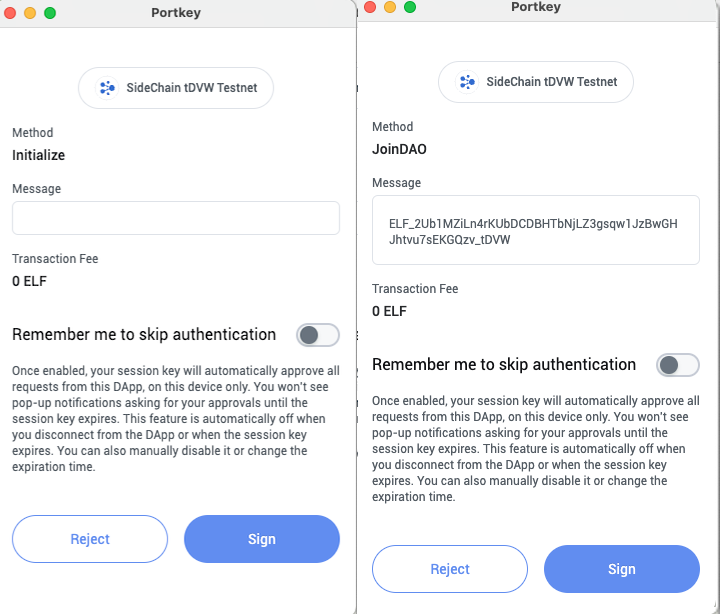 Portkey
SideChain tDVW Testnet
Method
Initialize
Message
Transaction Fee
0 ELF
Remember me to skip authentication
Once enabled, your session key will automatically approve all
requests from this DApp, on this device only. You won't see
pop-up notifications asking for your approvals until the
session key expires. This feature is automatically off when
you disconnect from the DApp or when the session key
expires. You can also manually disable it or change the
expiration time.
Reject
Sign
Portkey
SideChain tDVW Testnet
Method
JoinDAO
Message
ELF_2Ub1MZiLn4rKUbDCDBHTbNjLZ3gsqw1JzBwGH
Jhtvu7sEKGQzv_tDVW
Transaction Fee
0 ELF
Remember me to skip authentication
Once enabled, your session key will automatically approve all
requests from this DApp, on this device only. You won't see
pop-up notifications asking for your approvals until the
session key expires. This feature is automatically off when
you disconnect from the DApp or when the session key
expires. You can also manually disable it or change the
expiration time.
Reject
Sign